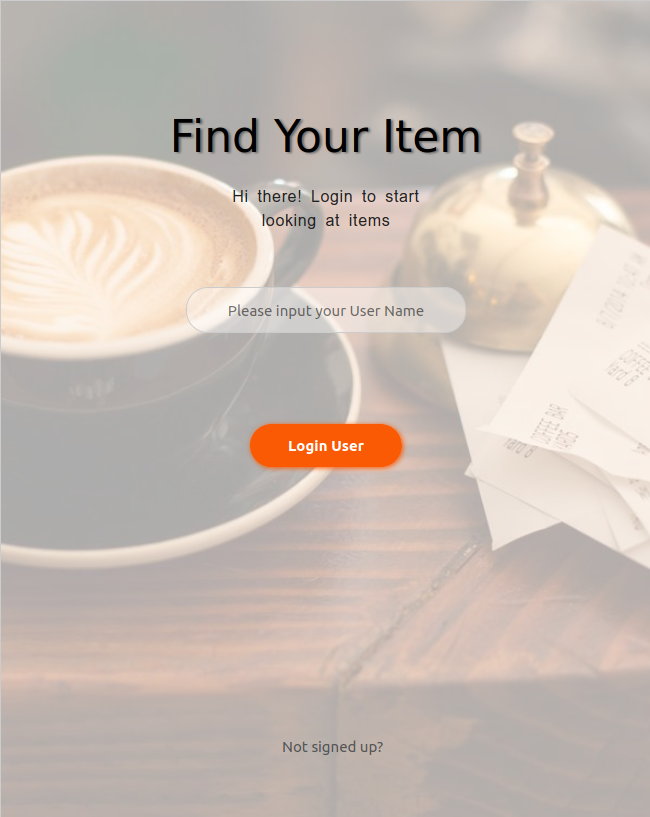 Find Your Item
Hi there! Login to start
looking at items
Please input your User Name
Login User
Not signed up?